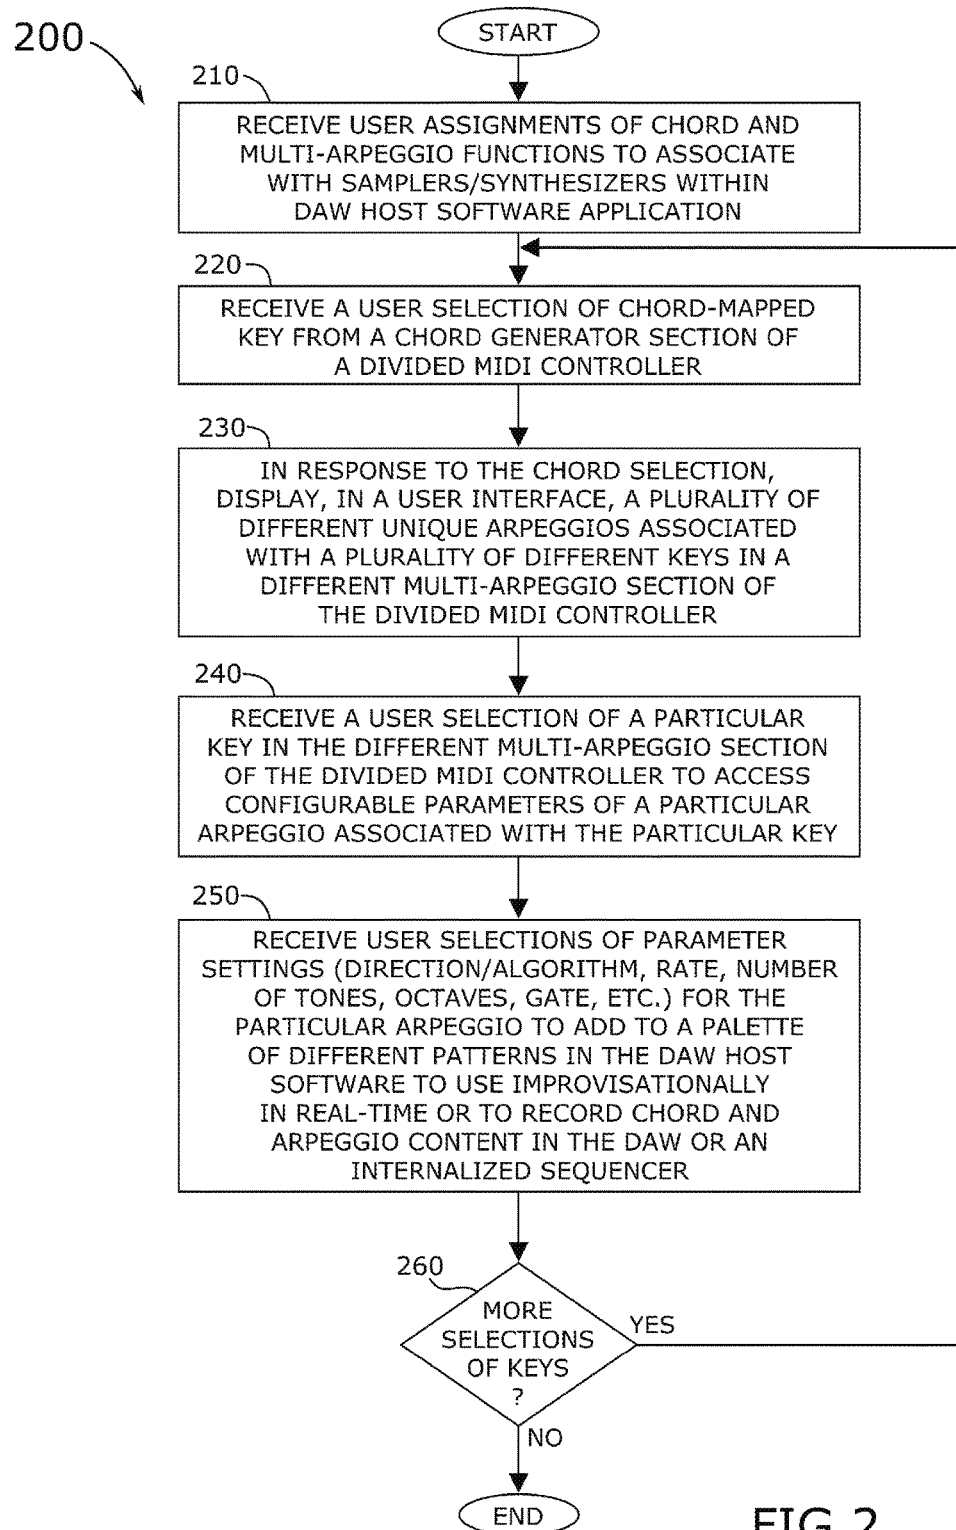 START
200
210
RECEIVE USER ASSIGNMENTS OF CHORD AND
MULTI-ARPEGGIO FUNCTIONS TO ASSOCIATE
WITH SAMPLERS/SYNTHESIZERS WITHIN
DAW HOST SOFTWARE APPLICATION
220
RECEIVE A USER SELECTION OF CHORD-MAPPED
KEY FROM A CHORD GENERATOR SECTION OF
A DIVIDED MIDI CONTROLLER
230
IN RESPONSE TO THE CHORD SELECTION,
DISPLAY, IN A USER INTERFACE, A PLURALITY OF
DIFFERENT UNIQUE ARPEGGIOS ASSOCIATED
WITH A PLURALITY OF DIFFERENT KEYS IN A
DIFFERENT MULTI-ARPEGGIO SECTION OF
THE DIVIDED MIDI CONTROLLER
240
RECEIVE A USER SELECTION OF A PARTICULAR
KEY IN THE DIFFERENT MULTI-ARPEGGIO SECTION
OF THE DIVIDED MIDI CONTROLLER TO ACCESS
CONFIGURABLE PARAMETERS OF A PARTICULAR
ARPEGGIO ASSOCIATED WITH THE PARTICULAR KEY
250
RECEIVE USER SELECTIONS OF PARAMETER
SETTINGS (DIRECTION/ALGORITHM, RATE, NUMBER
OF TONES, OCTAVES, GATE, ETC.) FOR THE
PARTICULAR ARPEGGIO TO ADD TO A PALETTE
OF DIFFERENT PATTERNS IN THE DAW HOST
SOFTWARE TO USE IMPROVISATIONALLY
IN REAL-TIME OR TO RECORD CHORD AND
ARPEGGIO CONTENT IN THE DAW OR AN
INTERNALIZED SEQUENCER
260
MORE
SELECTIONS
OF KEYS
?
YES
NO
END
FIG 2